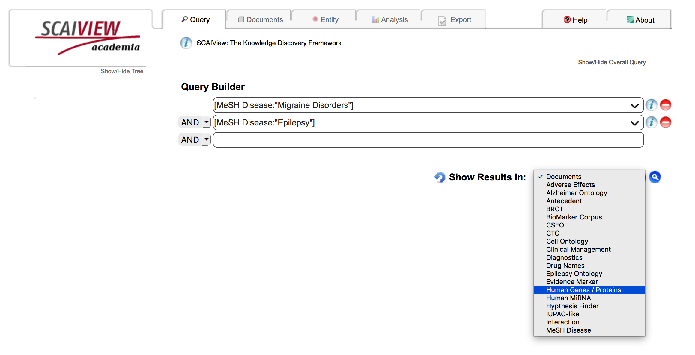 SCAIVIEW
academia
Query
Documents
Entity
Analysis
Export
Help
About
SCAIView: The Knowledge Discovery Framework
Show/Hide Tree
Show/Hide Overall Query
Query Builder
[MeSH Disease:"Migraine Disorders"]
AND [MeSH Disease:"Epilepsy"]
AND
Show Results in:
✓ Documents
Adverse Effects
Alzheimer Ontology
Antecedent
BRCT
BioMarker Corpus
CSEO
CTC
Cell Ontology
Clinical Management
Diagnostics
Drug Names
Epilepsy Ontology
Evidence Marker
Human Genes / Proteins
Human MiRNA
Hypthesis Finder
IUPAC-like
Interaction
MeSH Disease